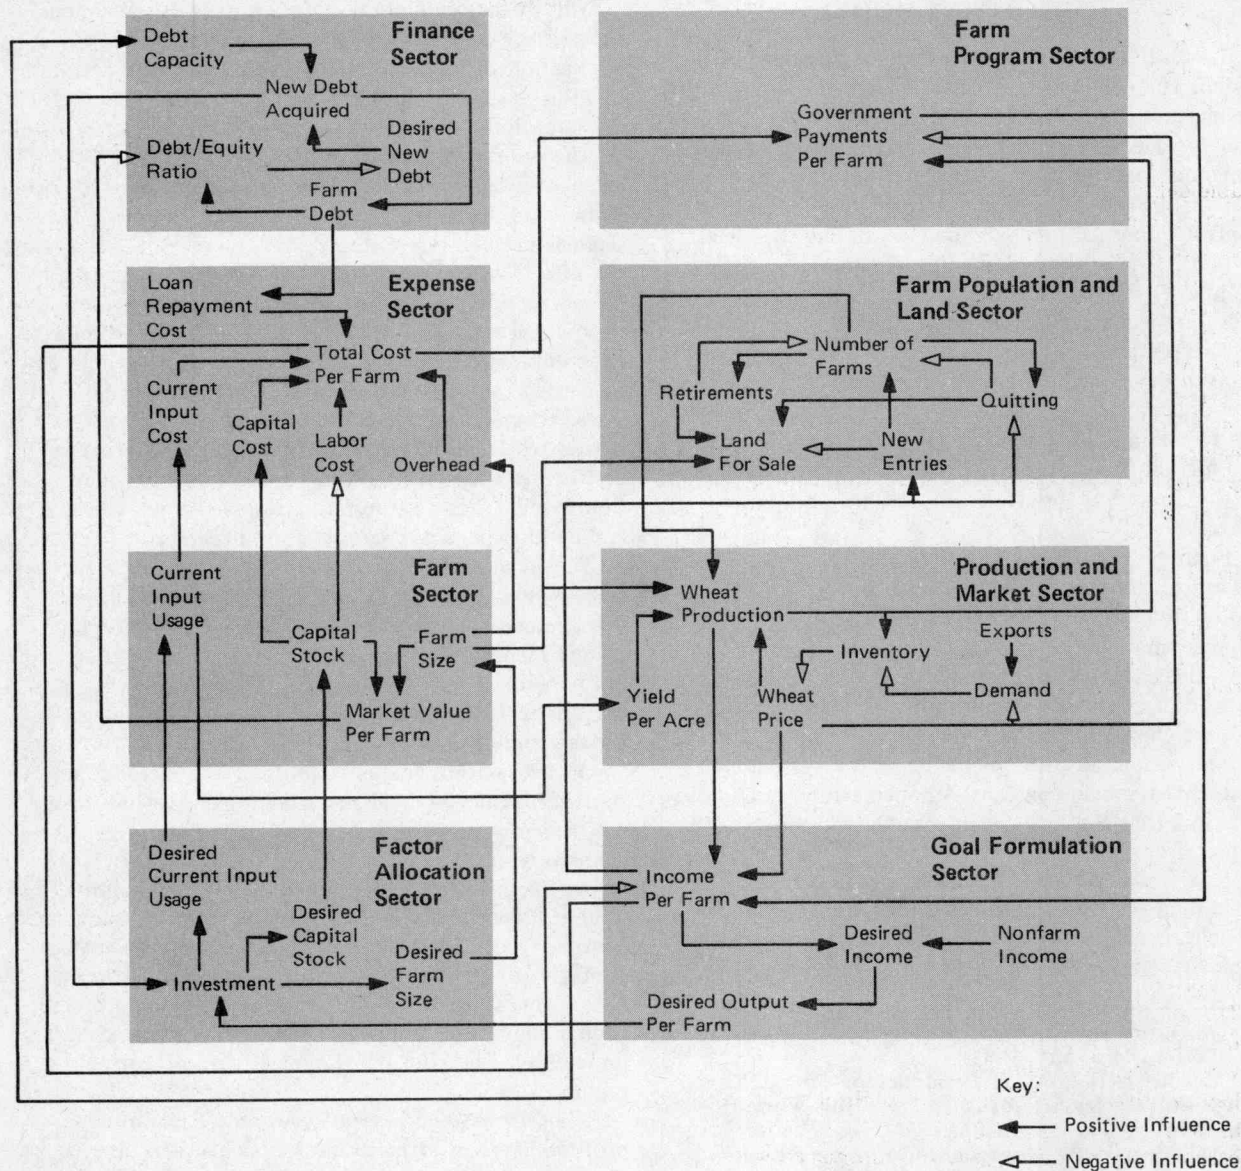 Finance
Sector
Debt
Capacity
New Debt
Acquired
Desired
New
Debt
Debt/Equity
Ratio
Farm
Debt
Farm
Program Sector
Government
Payments
Per Farm
Expense
Sector
Loan
Repayment
Cost
Total Cost
Per Farm
Current
Input
Cost
Capital
Cost
Labor
Cost
Overhead
Farm Population and
Land Sector
Number of
Farms
Retirements
Quitting
Land
For Sale
New
Entries
Farm
Sector
Current
Input
Usage
Capital
Stock
Farm
Size
Market Value
Per Farm
Production and
Market Sector
Wheat
Production
Exports
Inventory
Demand
Yield
Per Acre
Wheat
Price
Factor
Allocation
Sector
Desired
Current Input
Usage
Desired
Capital
Stock
Investment
Desired
Farm
Size
Goal Formulation
Sector
Income
Per Farm
Desired
Income
Nonfarm
Income
Desired Output
Per Farm
Key:
Positive Influence
Negative Influence